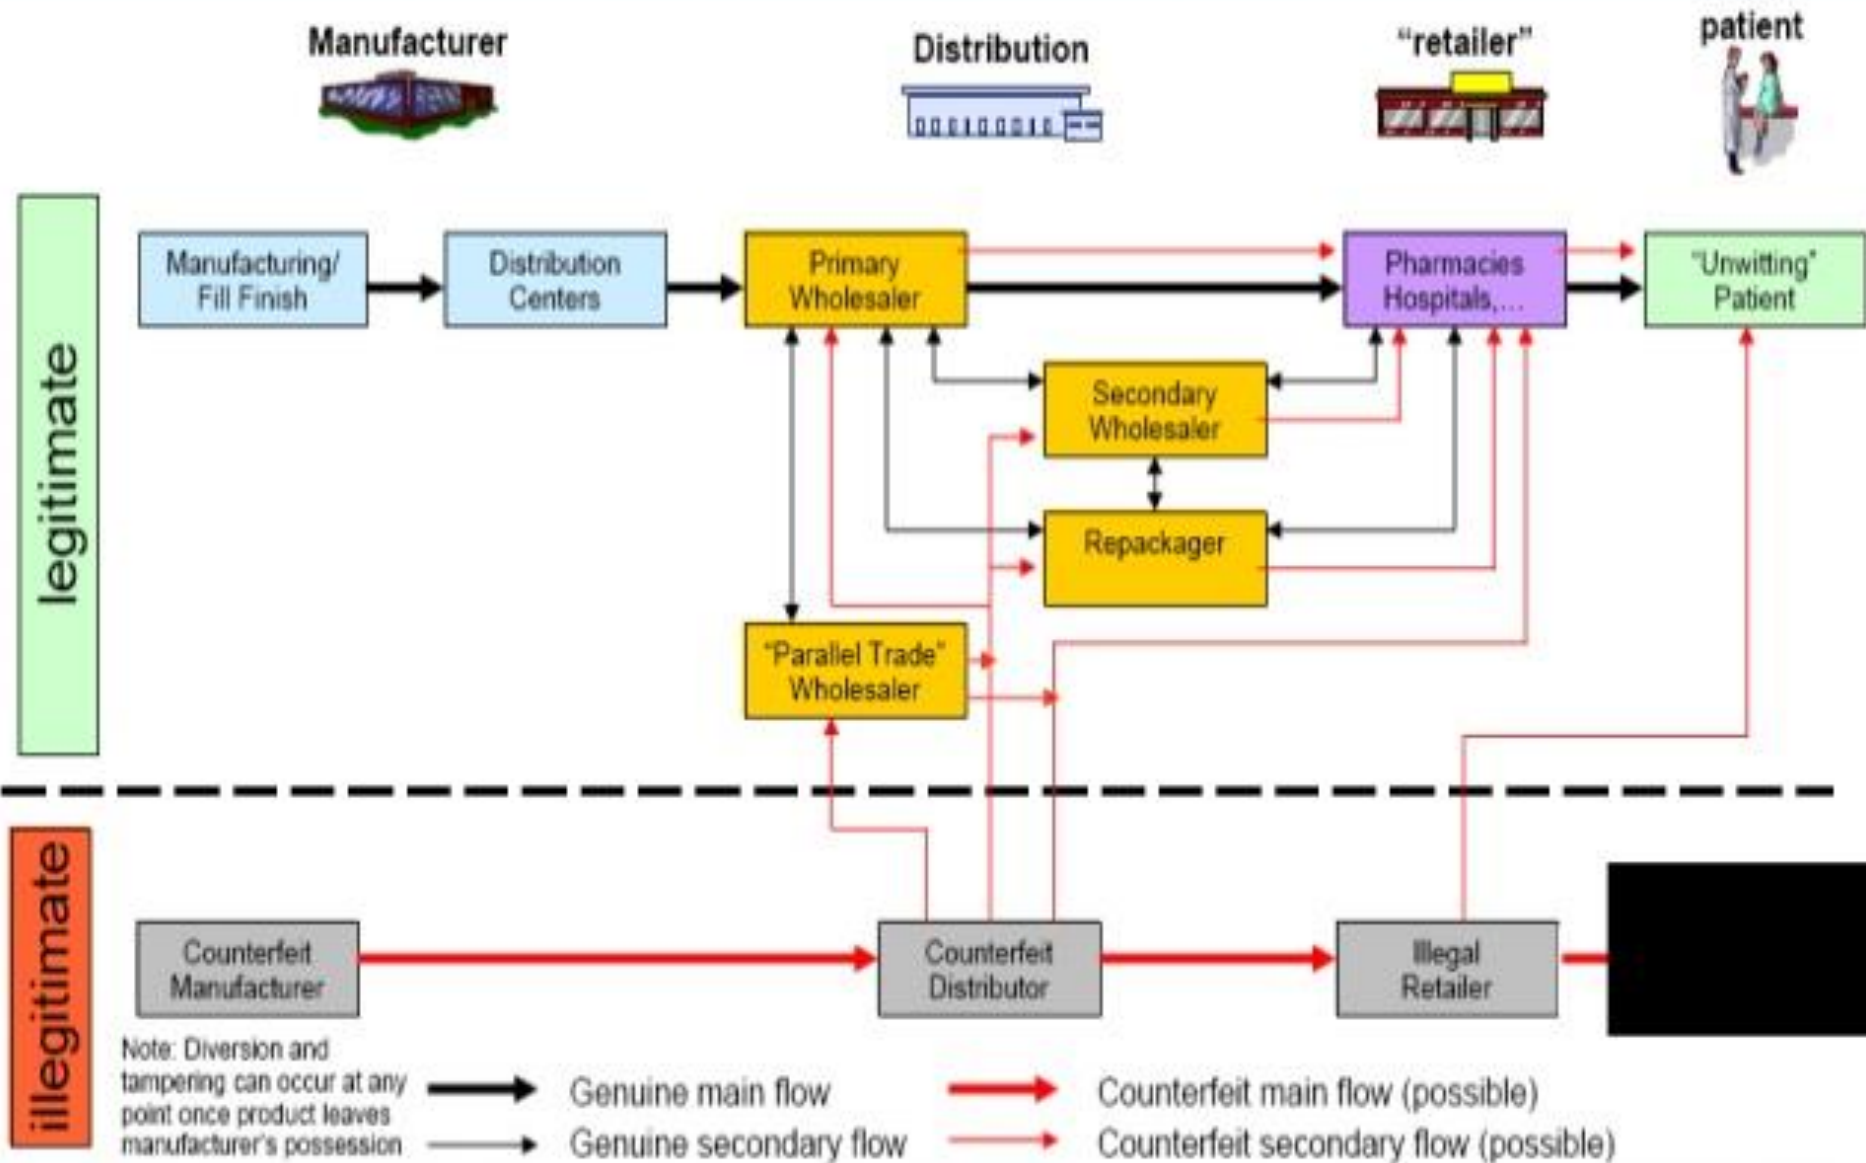 Manufacturer
Distribution
“retailer”
patient
legitimate
Manufacturing/
Fill Finish
Distribution
Centers
Primary
Wholesaler
Pharmacies
Hospitals,...
“Unwitting”
Patient
Secondary
Wholesaler
Repackager
“Parallel Trade”
Wholesaler
illegitimate
Counterfeit
Manufacturer
Counterfeit
Distributor
Illegal
Retailer
Note: Diversion and
tampering can occur at any
point once product leaves
manufacturer’s possession
Genuine main flow
Genuine secondary flow
Counterfeit main flow (possible)
Counterfeit secondary flow (possible)